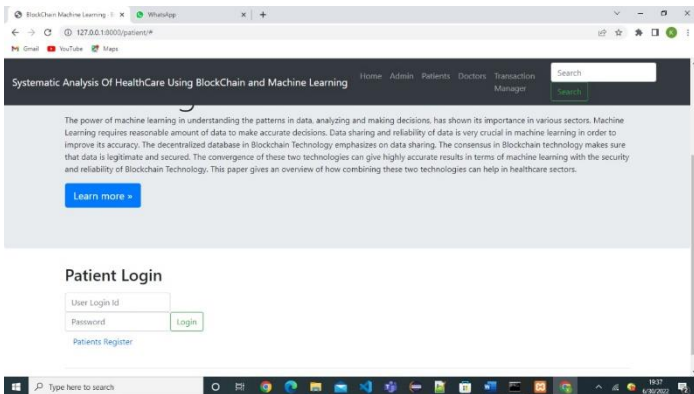 BlockChain Machine Learning -
WhatsApp
127.0.0.1:8000/patient/#
Gmail YouTube Maps
Systematic Analysis Of HealthCare Using BlockChain and Machine Learning
Home Admin Patients Doctors Transaction
Manager
Search
Search
The power of machine learning in understanding the patterns in data, analyzing and making decisions, has shown its importance in various sectors. Machine
Learning requires reasonable amount of data to make accurate decisions. Data sharing and reliability of data is very crucial in machine learning in order to
improve its accuracy. The decentralized database in Blockchain Technology emphasizes on data sharing. The consensus in Blockchain technology makes sure
that data is legitimate and secured. The convergence of these two technologies can give highly accurate results in terms of machine learning with the security
and reliability of Blockchain Technology. This paper gives an overview of how combining these two technologies can help in healthcare sectors.
Learn more »
Patient Login
User Login Id
Password Login
Patients Register
Type here to search
19:37
6/30/2022